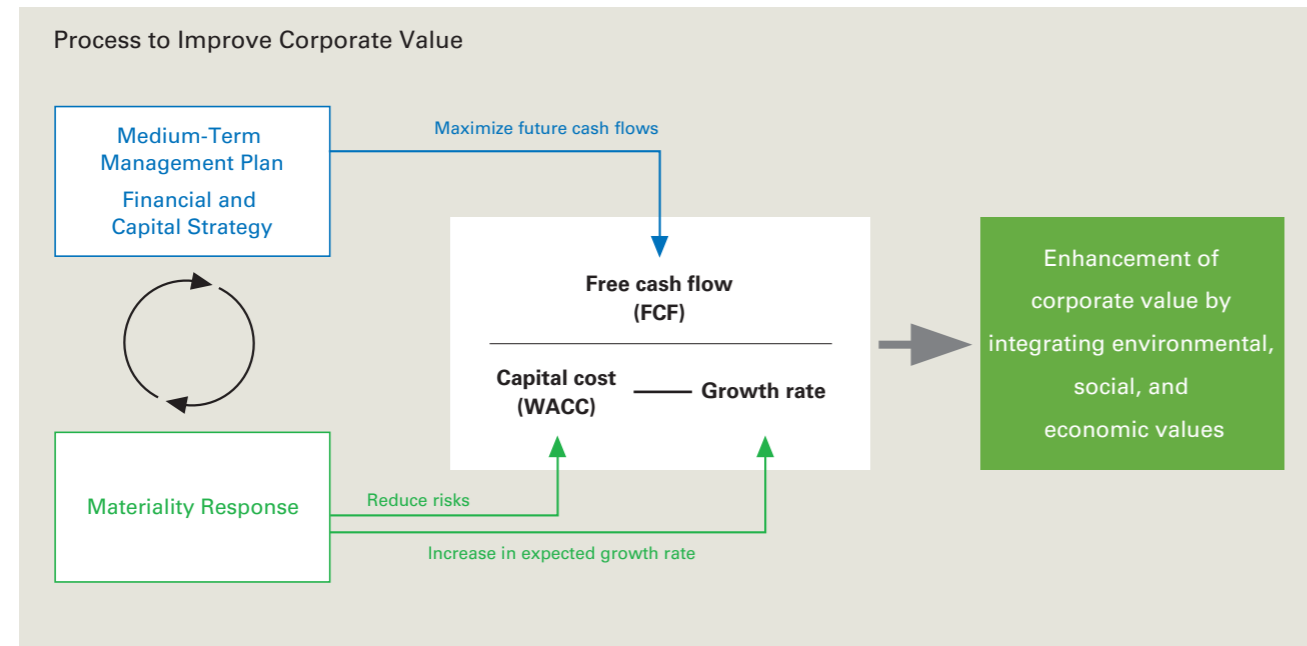 Process to Improve Corporate Value
Medium-Term
Management Plan
Financial and
Capital Strategy
Maximize future cash flows
Free cash flow
(FCF)
Capital cost
(WACC)
Growth rate
Enhancement of
corporate value by
integrating environmental,
social, and
economic values
Materiality Response
Reduce risks
Increase in expected growth rate